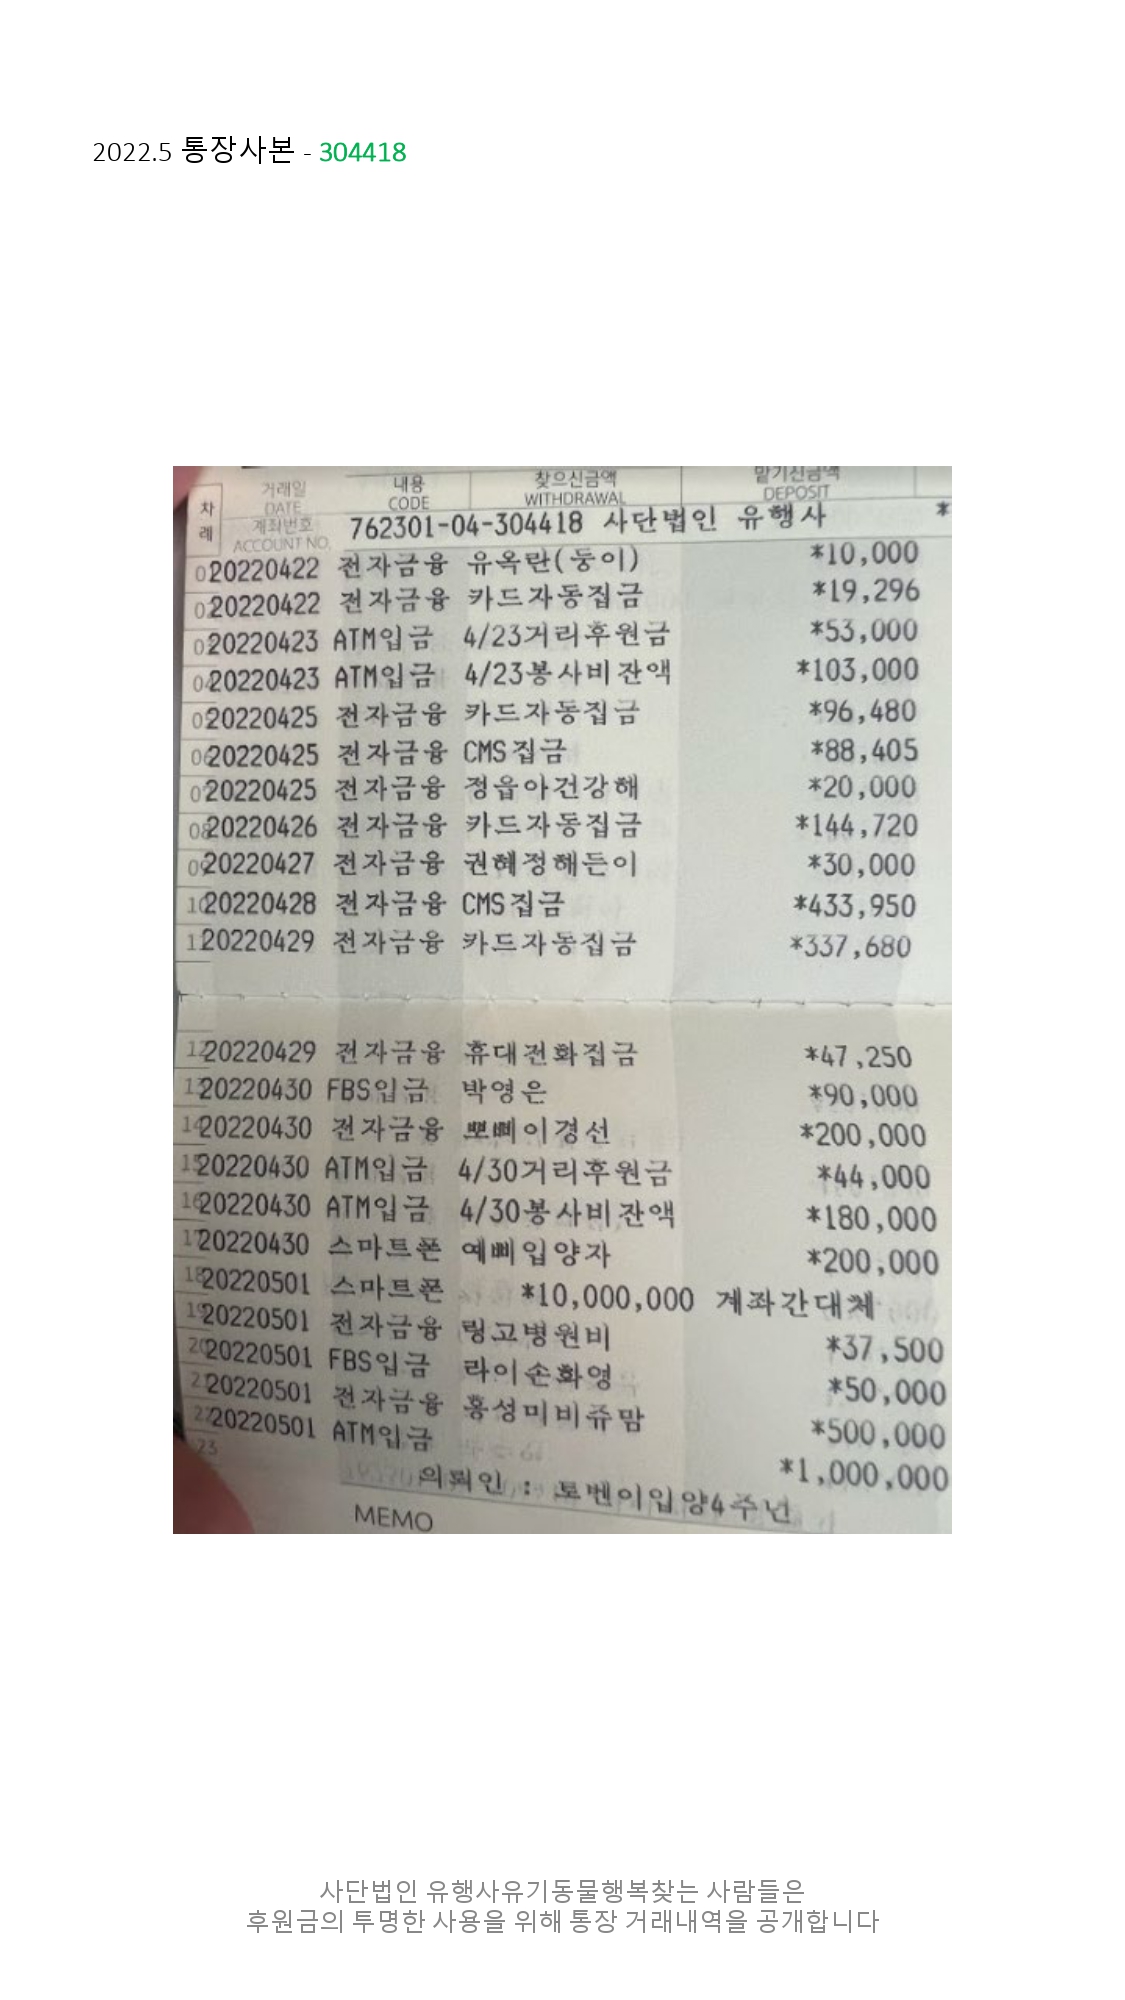 2022.5 통장사본 - 304418
차례 거래일 DATE 계좌번호 ACCOUNT NO. 내용 CODE 찾으신금액 WITHDRAWAL 맡기신금액 DEPOSIT
762301-04-304418 사단법인 유행사 *
20220422 전자금융 유옥란(둥이) *10,000
20220422 전자금융 카드자동집금 *19,296
20220423 ATM입금 4/23거리후원금 *53,000
20220423 ATM입금 4/23봉사비잔액 *103,000
20220425 전자금융 카드자동집금 *96,480
20220425 전자금융 CMS집금 *88,405
20220425 전자금융 정읍아건강해 *20,000
20220426 전자금융 카드자동집금 *144,720
20220427 전자금융 권혜정해든이 *30,000
20220428 전자금융 CMS집금 *433,950
20220429 전자금융 카드자동집금 *337,680
20220429 전자금융 휴대전화집금 *47,250
20220430 FBS입금 박영은 *90,000
20220430 전자금융 뽀삐이경선 *200,000
20220430 ATM입금 4/30거리후원금 *44,000
20220430 ATM입금 4/30봉사비잔액 *180,000
20220430 스마트폰 예삐입양자 *200,000
20220501 스마트폰 *10,000,000 계좌간대체
20220501 전자금융 링고병원비 *37,500
20220501 FBS입금 라이손화영 *50,000
20220501 전자금융 홍성미비쥬맘 *500,000
20220501 ATM입금 *1,000,000
23 의뢰인 : 토벤이입양4주년
MEMO
사단법인 유행사유기동물행복찾는 사람들은
후원금의 투명한 사용을 위해 통장 거래내역을 공개합니다